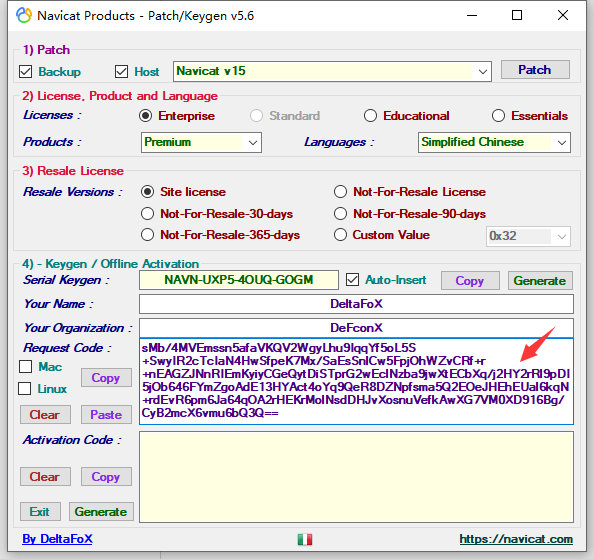 Navicat Products - Patch/Keygen v5.6
1) Patch
Backup Host Navicat v15 Patch
2) License, Product and Language
Licenses : Enterprise Standard Educational Essentials
Products : Premium Languages : Simplified Chinese
3) Resale License
Resale Versions : Site license Not-For-Resale License
Not-For-Resale-30-days Not-For-Resale-90-days
Not-For-Resale-365-days Custom Value 0x32
4) - Keygen / Offline Activation
Serial Keygen : NAVN-UXP5-4OUQ-GOGM Auto-Insert Copy Generate
Your Name : DeltaFoX
Your Organization : DeFconX
Request Code : sMb/4MVEmssn5afaVKQV2WgyLhu9IqqYf5oL5S
+SwyIR2cTclaN4HwSfpeK7Mx/SaEsSnlCw5FpjOhWZvCRf+r
Mac +nEAGZJNnRIEmKyiyCGeQytDiSTprG2wEcINzba9jwXtECbXq/j2HY2rRI9pDI
Copy 5jOb646FYmZgoAdE13HYAct4oYq9QeR8DZNpfsma5Q2EOeJHEhEUaI6kqN
Linux +rdEvR6pm6Ja64qOA2rHEKrMoINsdDHJvXosruVefkAwXG7VM0XD916Bg/
Clear Paste CyB2mcX6vmu6bQ3Q==
Activation Code :
Clear Copy
Exit Generate
By DeltaFoX https://navicat.com